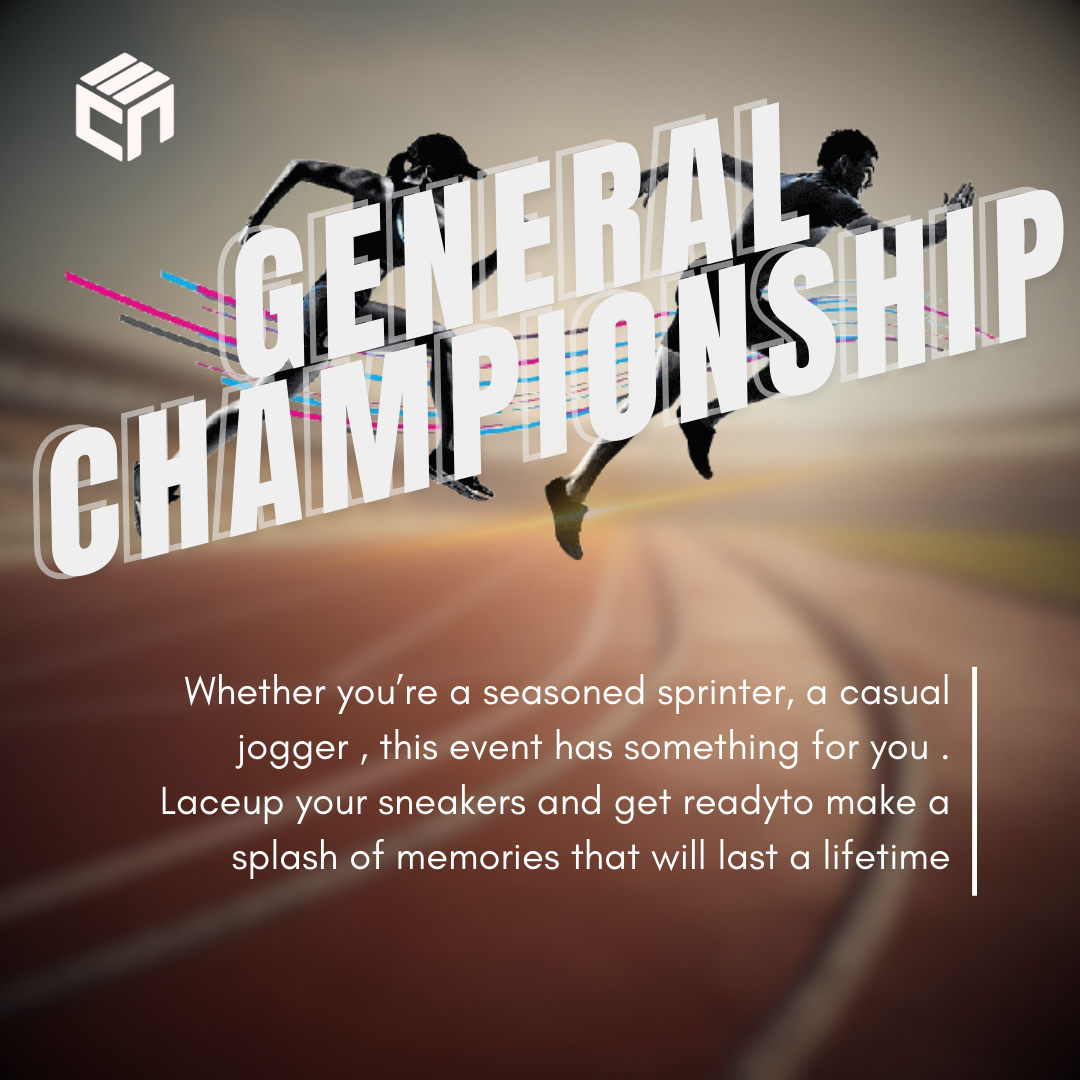 GENERAL
CHAMPIONSHIP
Whether you’re a seasoned sprinter, a casual
jogger , this event has something for you .
Laceup your sneakers and get readyto make a
splash of memories that will last a lifetime